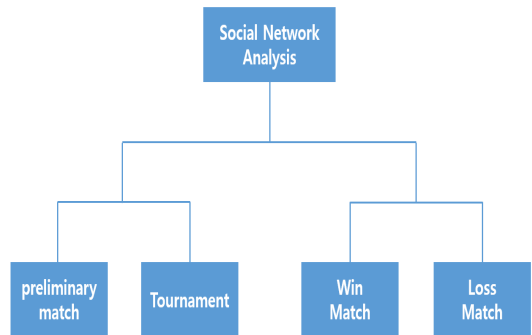 Social Network
Analysis
preliminary
match
Tournament
Win
Match
Loss
Match